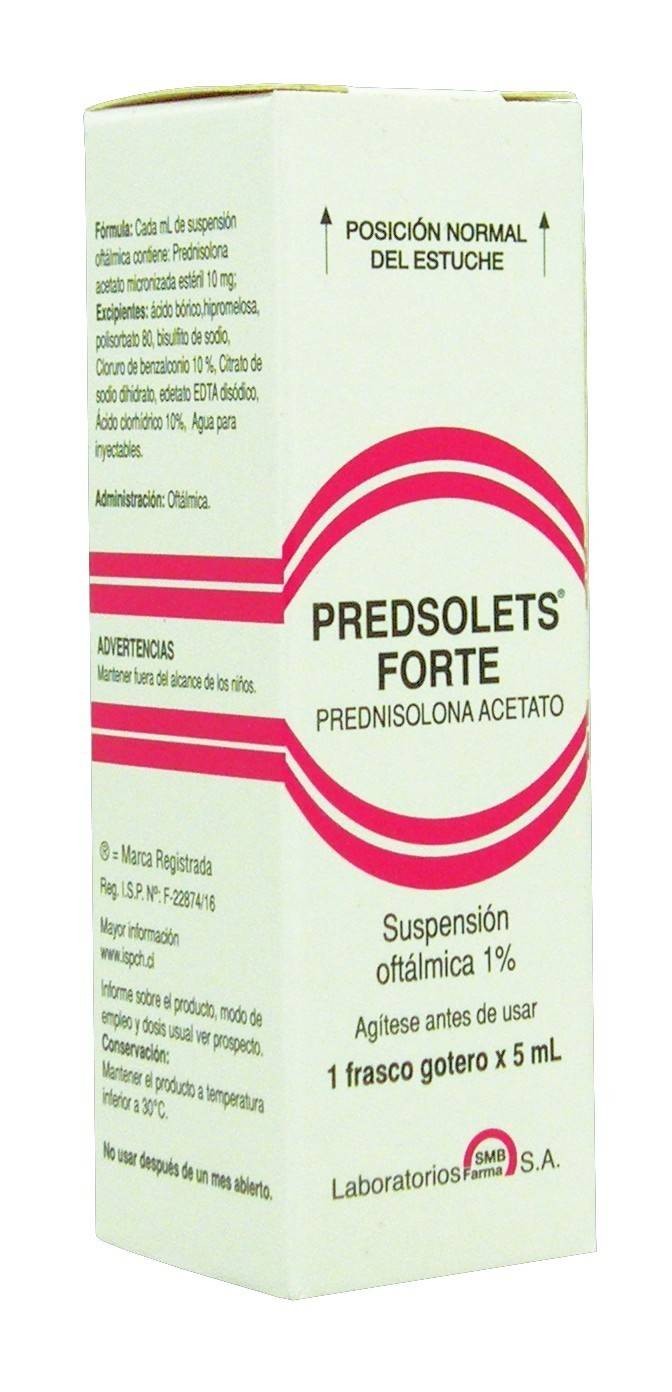 Fórmula: Cada mL de suspensión
oftálmica contiene: Prednisolona
acetato micronizada estéril 10 mg;
Excipientes: ácido bórico,hipromelosa,
polisorbato 80, bisulfito de sodio,
Cloruro de benzalconio 10 %, Citrato de
sodio dihidrato, edetato EDTA disódico,
Ácido clorhídrico 10%, Agua para
inyectables.
Administración: Oftálmica.
ADVERTENCIAS
Mantener fuera del alcance de los niños.
® = Marca Registrada
Reg. I.S.P. Nº: F-22874/16
Mayor información
www.ispch.cl
Informe sobre el producto, modo de
empleo y dosis usual ver prospecto.
Conservación:
Mantener el producto a temperatura
inferior a 30°C.
No usar después de un mes abierto.
POSICIÓN NORMAL
DEL ESTUCHE
PREDSOLETS®
FORTE
PREDNISOLONA ACETATO
Suspensión
oftálmica 1%
Agítese antes de usar
1 frasco gotero x 5 mL
Laboratorios SMB Farma S.A.